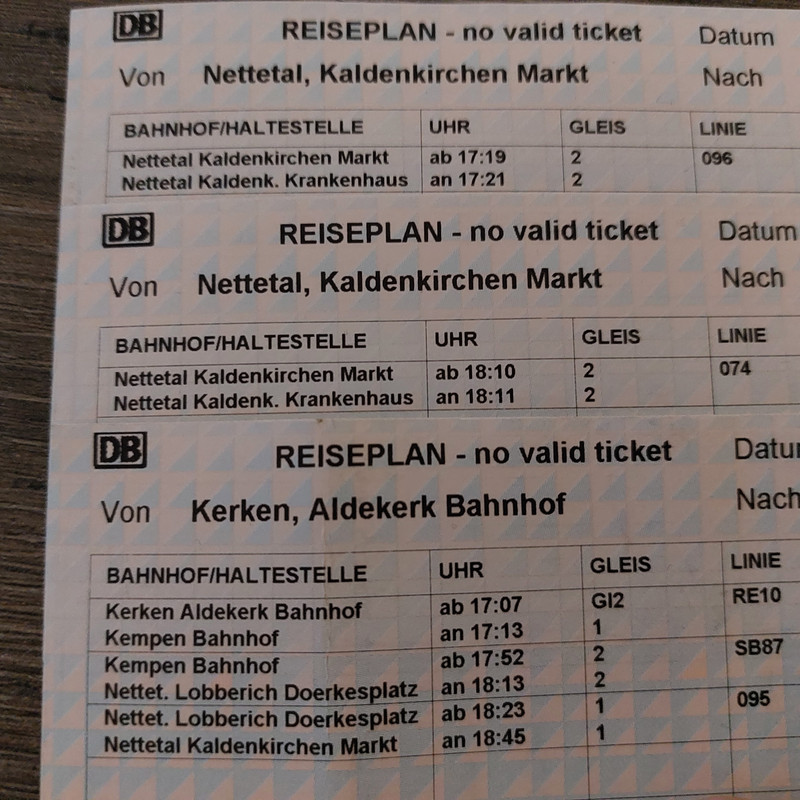 DB REISEPLAN - no valid ticket Datum
Von Nettetal, Kaldenkirchen Markt Nach
BAHNHOF/HALTESTELLE UHR GLEIS LINIE
Nettetal Kaldenkirchen Markt ab 17:19 2 096
Nettetal Kaldenk. Krankenhaus an 17:21 2
DB REISEPLAN - no valid ticket Datum
Von Nettetal, Kaldenkirchen Markt Nach
BAHNHOF/HALTESTELLE UHR GLEIS LINIE
Nettetal Kaldenkirchen Markt ab 18:10 2 074
Nettetal Kaldenk. Krankenhaus an 18:11 2
DB REISEPLAN - no valid ticket Datu
Von Kerken, Aldekerk Bahnhof Nach
BAHNHOF/HALTESTELLE UHR GLEIS LINIE
Kerken Aldekerk Bahnhof ab 17:07 Gl2 RE10
Kempen Bahnhof an 17:13 1
Kempen Bahnhof ab 17:52 2 SB87
Nettet. Lobberich Doerkesplatz an 18:13 2
Nettet. Lobberich Doerkesplatz ab 18:23 1 095
Nettetal Kaldenkirchen Markt an 18:45 1